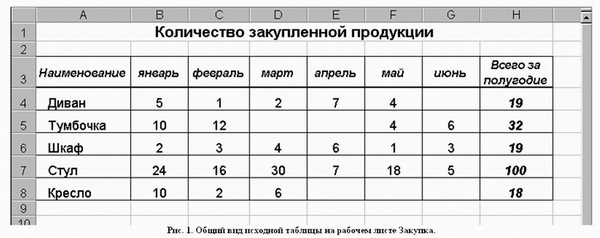 A B C D E F G H
1 Количество закупленной продукции
2
3 Наименование январь февраль март апрель май июнь Всего за полугодие
4 Диван 5 1 2 7 4 19
5 Тумбочка 10 12 4 6 32
6 Шкаф 2 3 4 6 1 3 19
7 Стул 24 16 30 7 18 5 100
8 Кресло 10 2 6 18
9
10
Рис. 1. Общий вид исходной таблицы на рабочем листе Закупка.